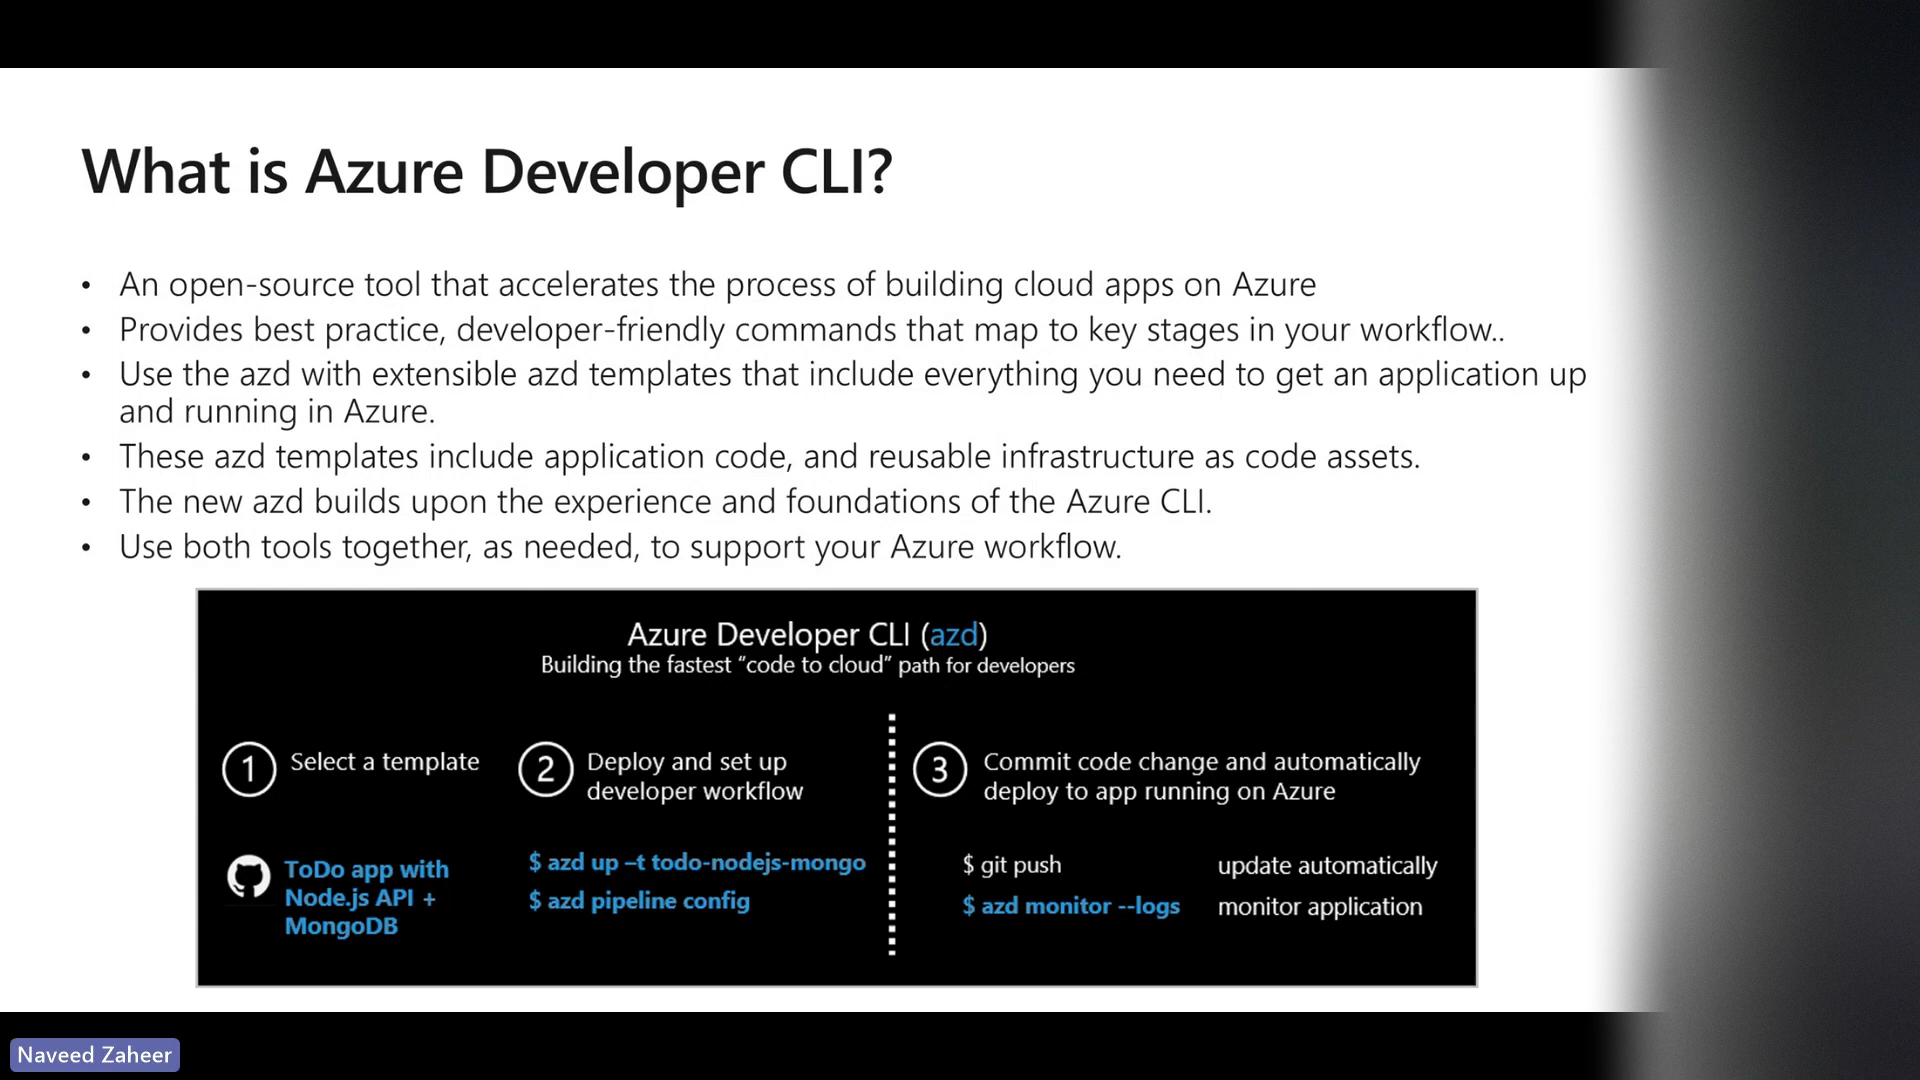 What is Azure Developer CLI?
• An open-source tool that accelerates the process of building cloud apps on Azure
• Provides best practice, developer-friendly commands that map to key stages in your workflow..
• Use the azd with extensible azd templates that include everything you need to get an application up
and running in Azure.
• These azd templates include application code, and reusable infrastructure as code assets.
• The new azd builds upon the experience and foundations of the Azure CLI.
• Use both tools together, as needed, to support your Azure workflow.
Azure Developer CLI (azd)
Building the fastest “code to cloud” path for developers
1 Select a template
ToDo app with
Node.js API +
MongoDB
2 Deploy and set up
developer workflow
$ azd up –t todo-nodejs-mongo
$ azd pipeline config
3 Commit code change and automatically
deploy to app running on Azure
$ git push update automatically
$ azd monitor --logs monitor application
Naveed Zaheer